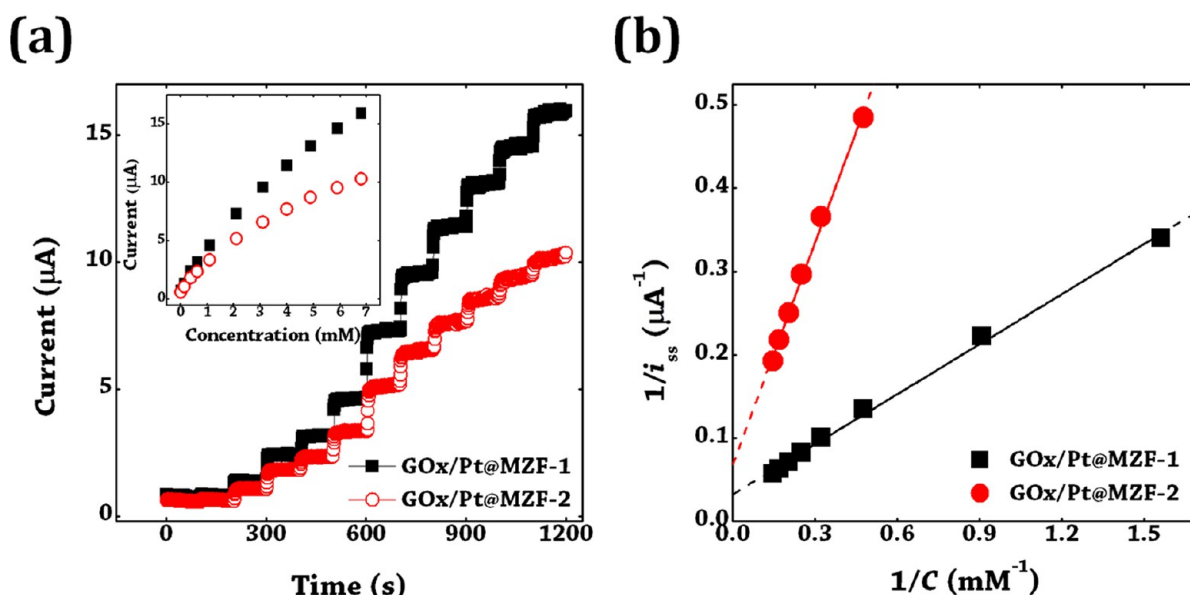 (a)
Current (μA)
15
10
5
0
0 300 600 900 1200
Time (s)
Current (μA)
15
10
5
0
0 1 2 3 4 5 6 7
Concentration (mM)
GOx/Pt@MZF-1
GOx/Pt@MZF-2
(b)
1/iss (μA-1)
0.5
0.4
0.3
0.2
0.1
0.0
0.0 0.3 0.6 0.9 1.2 1.5
1/C (mM-1)
GOx/Pt@MZF-1
GOx/Pt@MZF-2